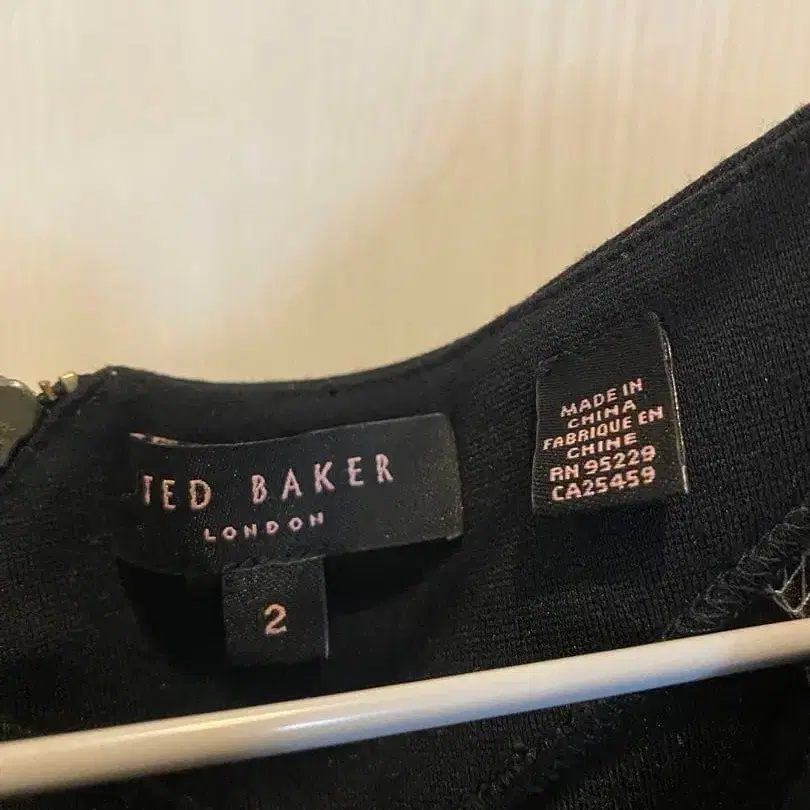 TED BAKER
LONDON
2
MADE IN
CHINA
FABRIQUE EN
CHINE
RN 95229
CA25459